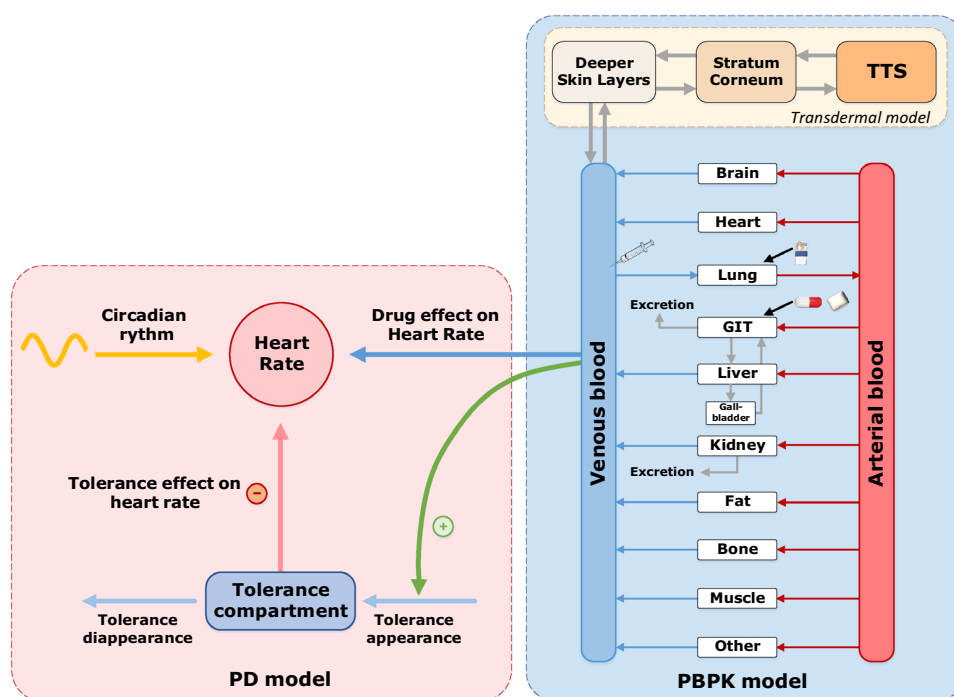 Deeper
Skin Layers
Stratum
Corneum
TTS
Transdermal model
Brain
Heart
Lung
Excretion
GIT
Liver
Gall-
bladder
Kidney
Excretion
Fat
Bone
Muscle
Other
Venous blood
Arterial blood
PBPK model
Circadian
rythm
Heart
Rate
Drug effect on
Heart Rate
Tolerance effect on
heart rate
−
+
Tolerance
compartment
Tolerance
diappearance
Tolerance
appearance
PD model